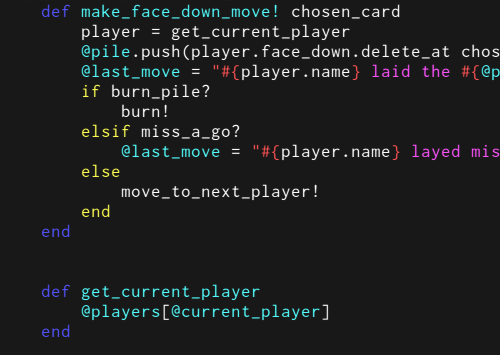 def make_face_down_move! chosen_card
player = get_current_player
@pile.push(player.face_down.delete_at chos
@last_move = "#{player.name} laid the #{@p
if burn_pile?
burn!
elsif miss_a_go?
@last_move = "#{player.name} layed mis
else
move_to_next_player!
end
end
def get_current_player
@players[@current_player]
end